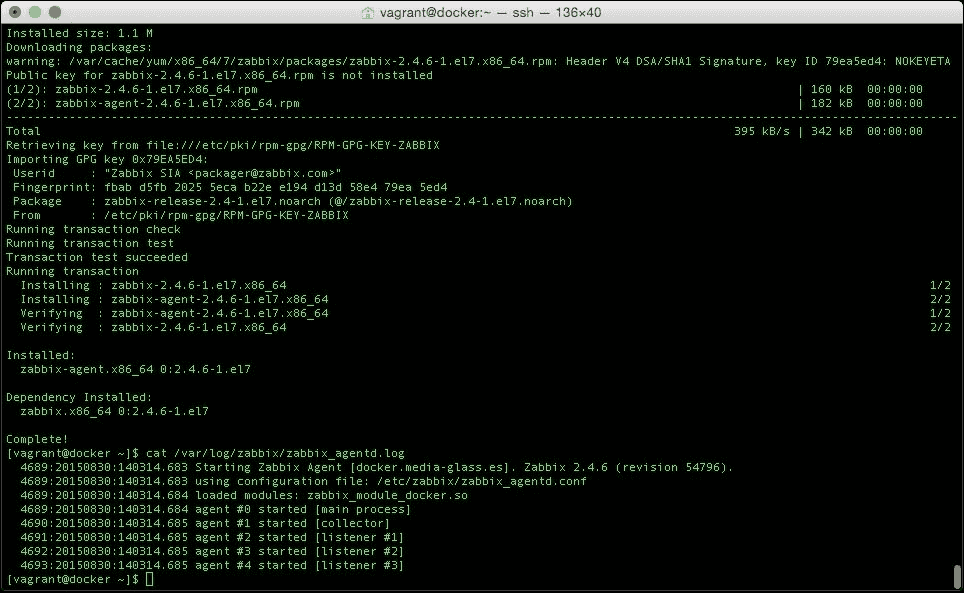 vagrant@docker:~ — ssh — 136×40
Installed size: 1.1 M
Downloading packages:
warning: /var/cache/yum/x86_64/7/zabbix/packages/zabbix-2.4.6-1.el7.x86_64.rpm: Header V4 DSA/SHA1 Signature, key ID 79ea5ed4: NOKEYETA
Public key for zabbix-2.4.6-1.el7.x86_64.rpm is not installed
(1/2): zabbix-2.4.6-1.el7.x86_64.rpm | 160 kB 00:00:00
(2/2): zabbix-agent-2.4.6-1.el7.x86_64.rpm | 182 kB 00:00:00
--------------------------------------------------------------------------------
Total 395 kB/s | 342 kB 00:00:00
Retrieving key from file:///etc/pki/rpm-gpg/RPM-GPG-KEY-ZABBIX
Importing GPG key 0x79EA5ED4:
 Userid     : "Zabbix SIA <packager@zabbix.com>"
 Fingerprint: fbab d5fb 2025 5eca b22e e194 d13d 58e4 79ea 5ed4
 Package    : zabbix-release-2.4-1.el7.noarch (@/zabbix-release-2.4-1.el7.noarch)
 From       : /etc/pki/rpm-gpg/RPM-GPG-KEY-ZABBIX
Running transaction check
Running transaction test
Transaction test succeeded
Running transaction
  Installing : zabbix-2.4.6-1.el7.x86_64 1/2
  Installing : zabbix-agent-2.4.6-1.el7.x86_64 2/2
  Verifying  : zabbix-agent-2.4.6-1.el7.x86_64 1/2
  Verifying  : zabbix-2.4.6-1.el7.x86_64 2/2
Installed:
  zabbix-agent.x86_64 0:2.4.6-1.el7
Dependency Installed:
  zabbix.x86_64 0:2.4.6-1.el7
Complete!
[vagrant@docker ~]$ cat /var/log/zabbix/zabbix_agentd.log
  4689:20150830:140314.683 Starting Zabbix Agent [docker.media-glass.es]. Zabbix 2.4.6 (revision 54796).
  4689:20150830:140314.683 using configuration file: /etc/zabbix/zabbix_agentd.conf
  4689:20150830:140314.684 loaded modules: zabbix_module_docker.so
  4689:20150830:140314.684 agent #0 started [main process]
  4690:20150830:140314.685 agent #1 started [collector]
  4691:20150830:140314.685 agent #2 started [listener #1]
  4692:20150830:140314.685 agent #3 started [listener #2]
  4693:20150830:140314.685 agent #4 started [listener #3]
[vagrant@docker ~]$